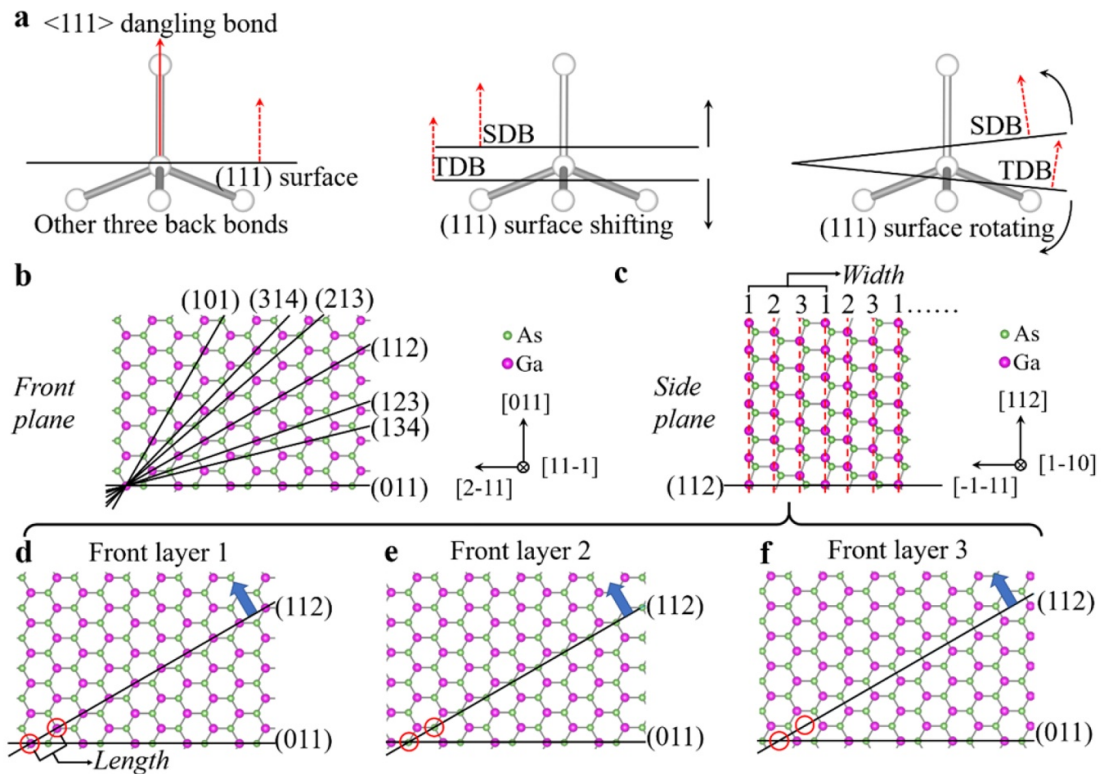 a
<111> dangling bond
(111) surface
Other three back bonds
SDB
TDB
(111) surface shifting
SDB
TDB
(111) surface rotating
b
(101) (314) (213)
(112)
(123)
(134)
(011)
Front
plane
As
Ga
[011]
[11-1]
[2-11]
c
Width
1 2 3 1 2 3 1......
As
Ga
Side
plane
[112]
[1-10]
[-1-11]
(112)
d
Front layer 1
(112)
(011)
Length
e
Front layer 2
(112)
(011)
f
Front layer 3
(112)
(011)